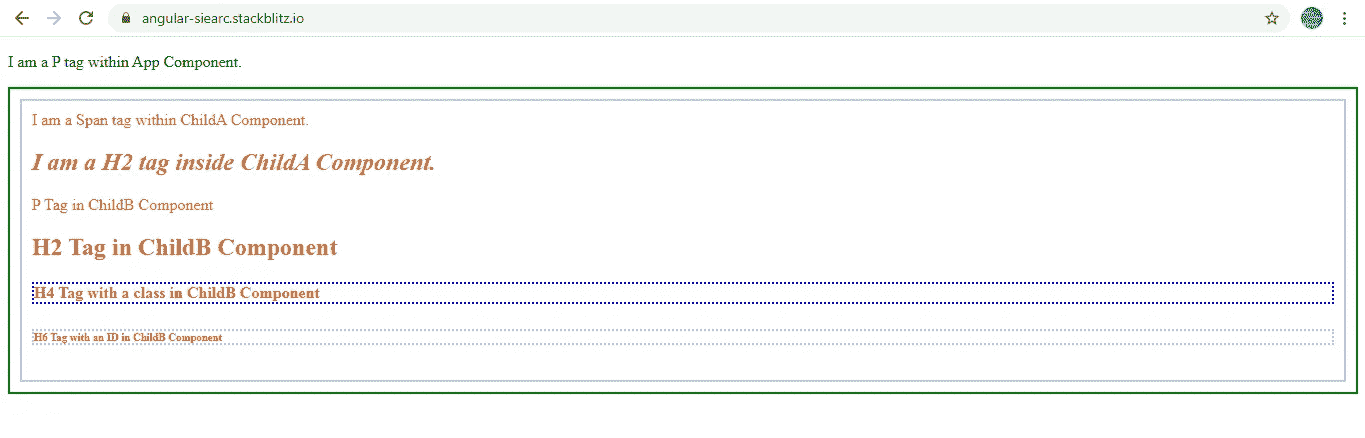 angular-siearc.stackblitz.io
I am a P tag within App Component.
I am a Span tag within ChildA Component.
I am a H2 tag inside ChildA Component.
P Tag in ChildB Component
H2 Tag in ChildB Component
H4 Tag with a class in ChildB Component
H6 Tag with an ID in ChildB Component